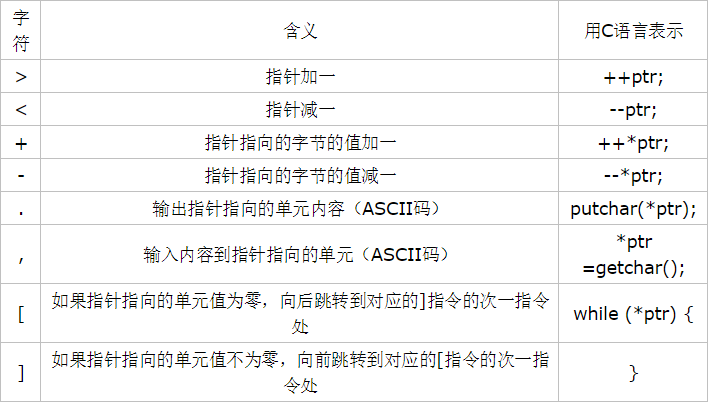 字
符
含义
用C语言表示
>
指针加一
++ptr;
<
指针减一
--ptr;
+
指针指向的字节的值加一
++*ptr;
-
指针指向的字节的值减一
--*ptr;
.
输出指针指向的单元内容（ASCII码）
putchar(*ptr);
,
输入内容到指针指向的单元（ASCII码）
*ptr
=getchar();
[
如果指针指向的单元值为零，向后跳转到对应的]指令的次一指令
处
while (*ptr) {
]
如果指针指向的单元值不为零，向前跳转到对应的[指令的次一指
令处
}